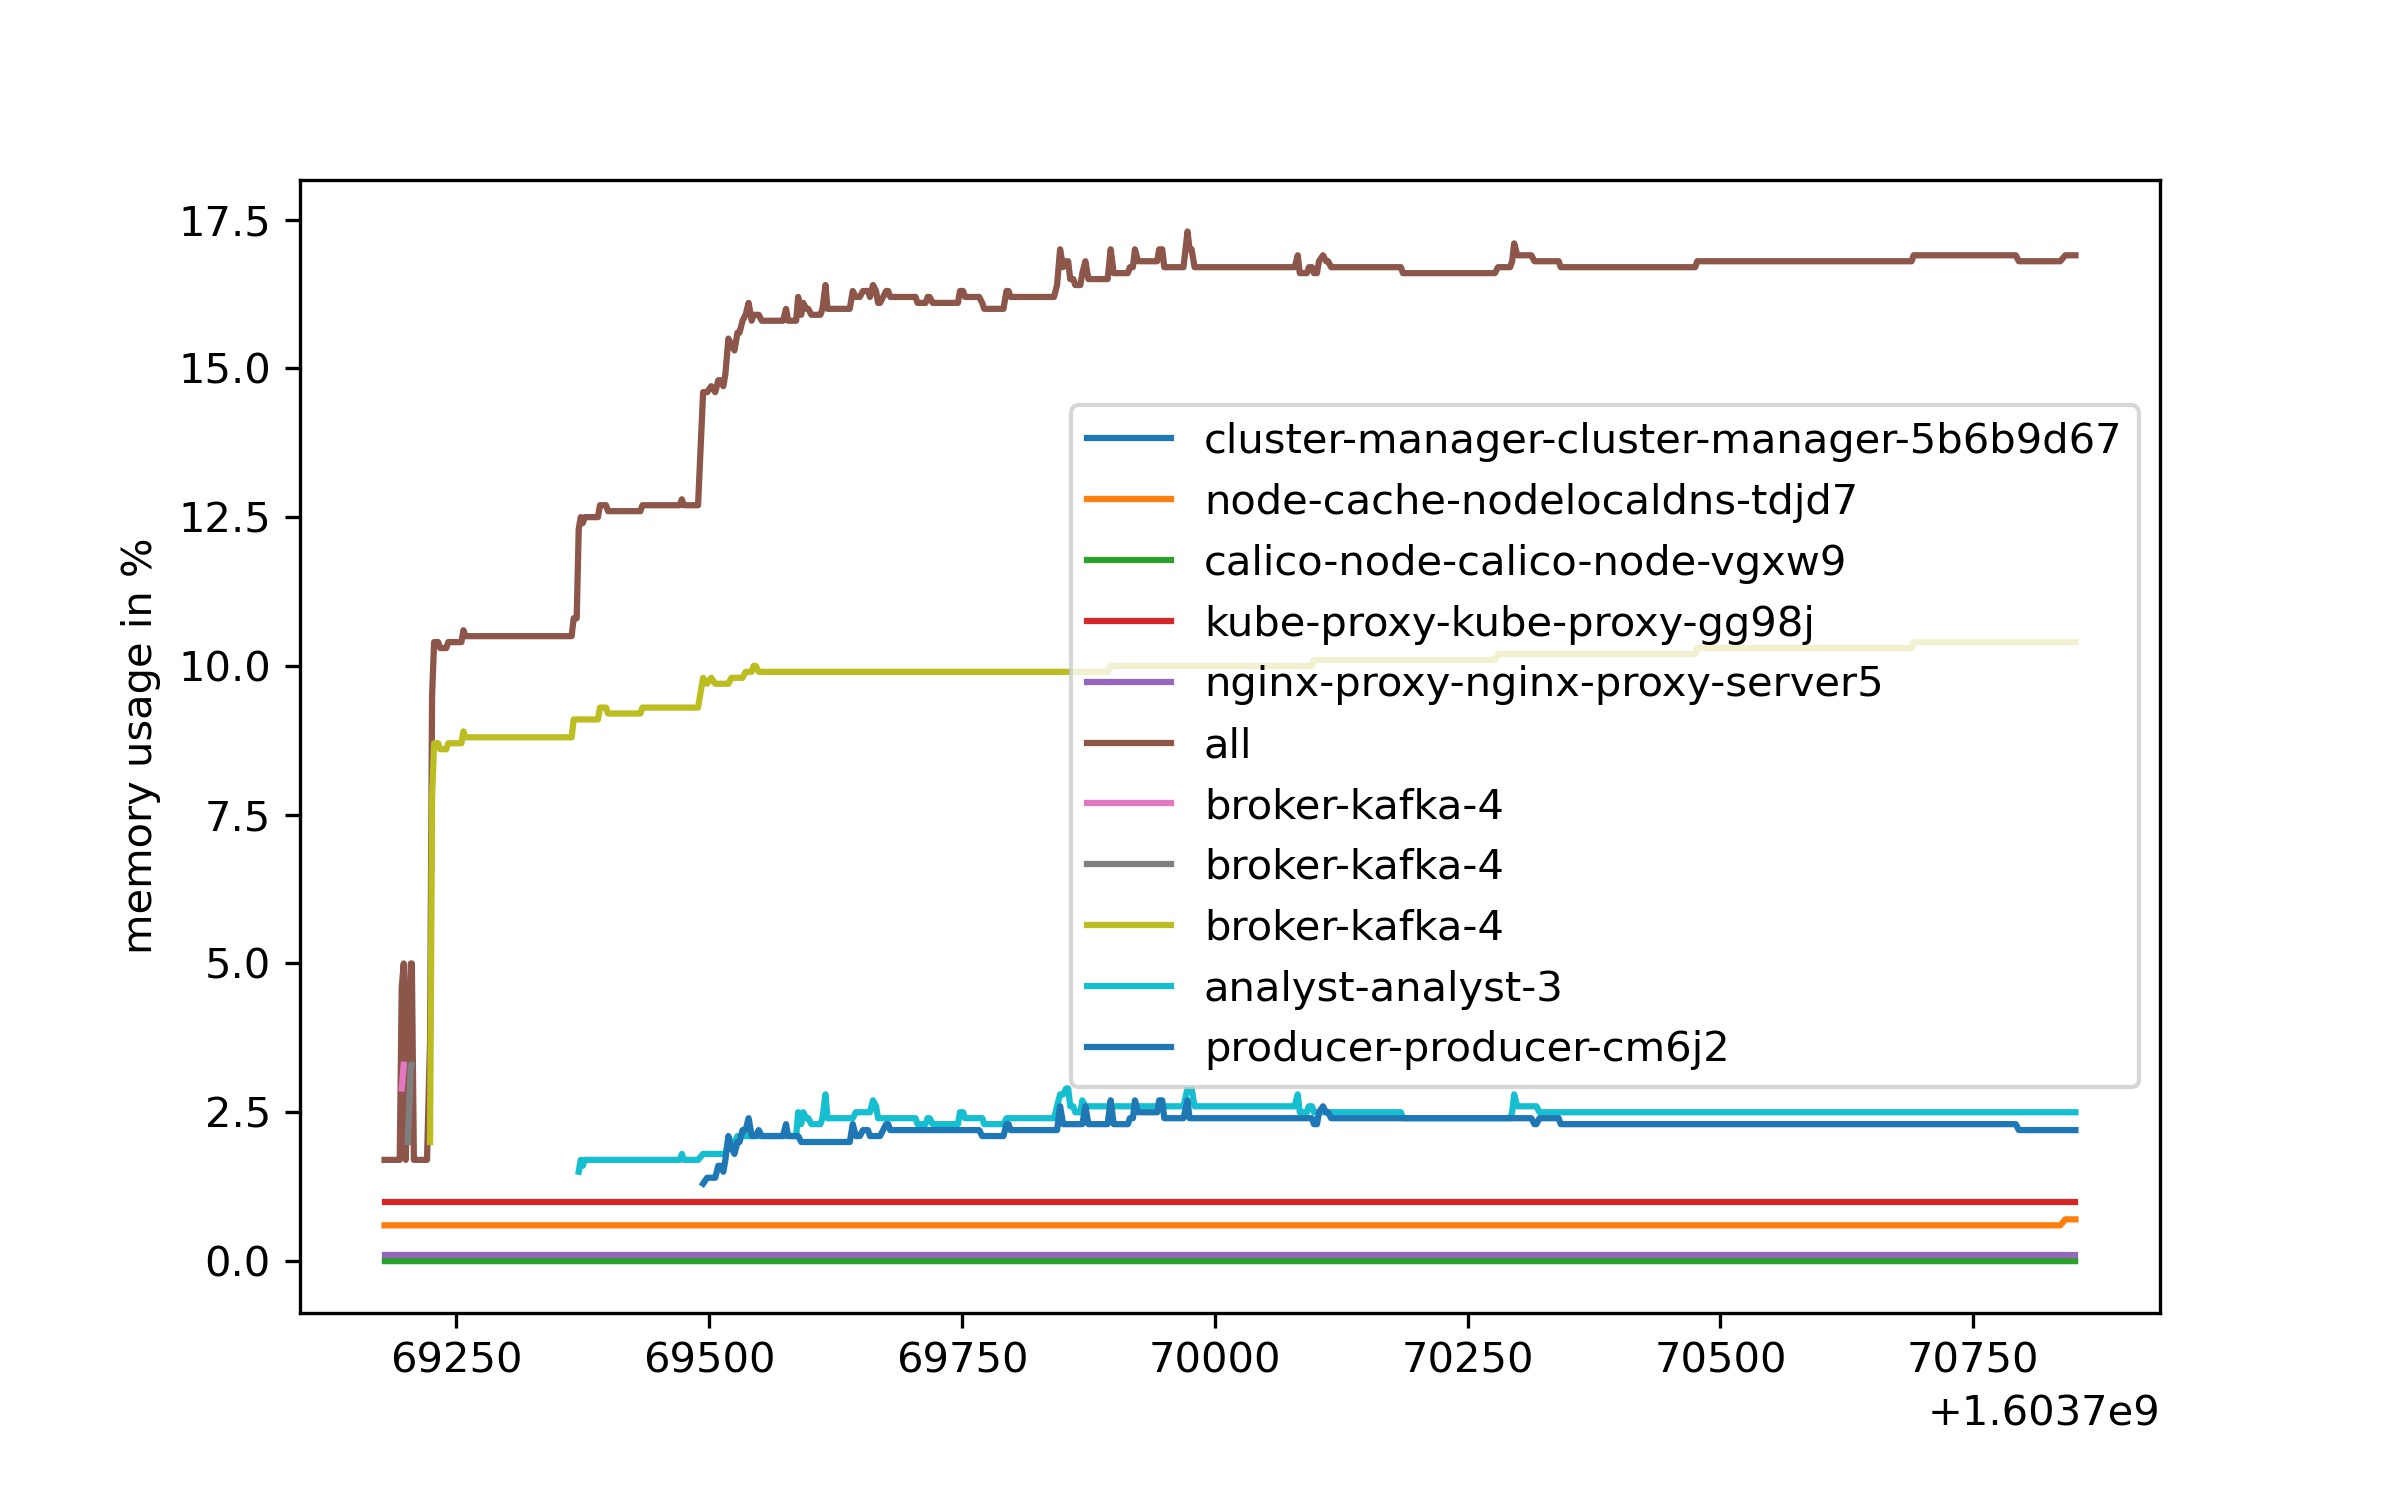 17.5
15.0
12.5
10.0
7.5
5.0
2.5
0.0
memory usage in %
cluster-manager-cluster-manager-5b6b9d67
node-cache-nodelocaldns-tdjd7
calico-node-calico-node-vgxw9
kube-proxy-kube-proxy-gg98j
nginx-proxy-nginx-proxy-server5
all
broker-kafka-4
broker-kafka-4
broker-kafka-4
analyst-analyst-3
producer-producer-cm6j2
69250 69500 69750 70000 70250 70500 70750
+1.6037e9